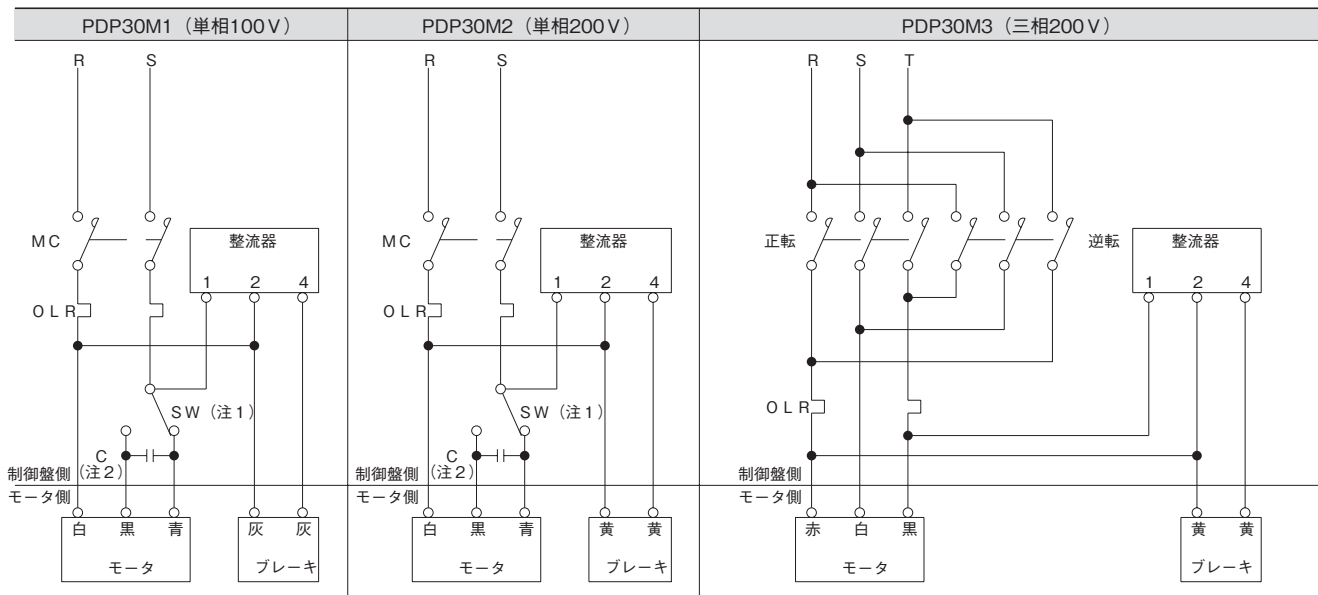 PDP30M1（単相100V）
R S
MC
整流器
1 2 4
OLR
SW（注1）
C
（注2）
制御盤側
モータ側
白 黒 青 灰 灰
モータ ブレーキ
PDP30M2（単相200V）
R S
MC
整流器
1 2 4
OLR
SW（注1）
C
（注2）
制御盤側
モータ側
白 黒 青 黄 黄
モータ ブレーキ
PDP30M3（三相200V）
R S T
正転 逆転
整流器
1 2 4
OLR
制御盤側
モータ側
赤 白 黒 黄 黄
モータ ブレーキ